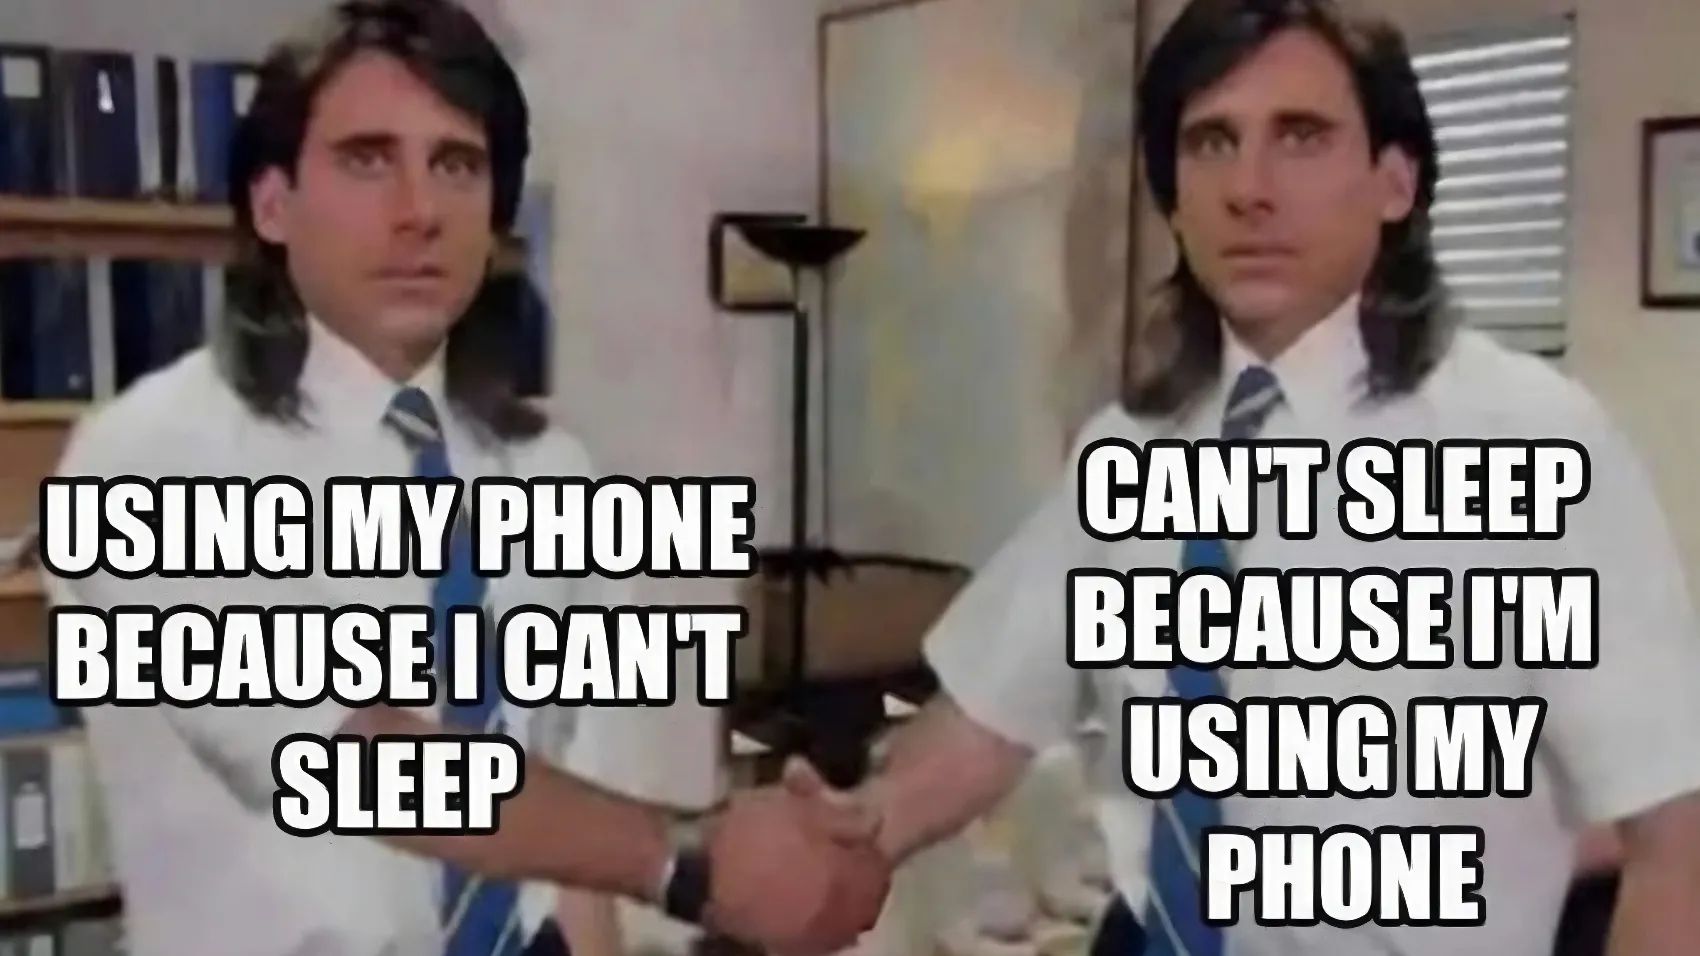 USING MY PHONE
BECAUSE I CAN'T
SLEEP
CAN'T SLEEP
BECAUSE I'M
USING MY
PHONE